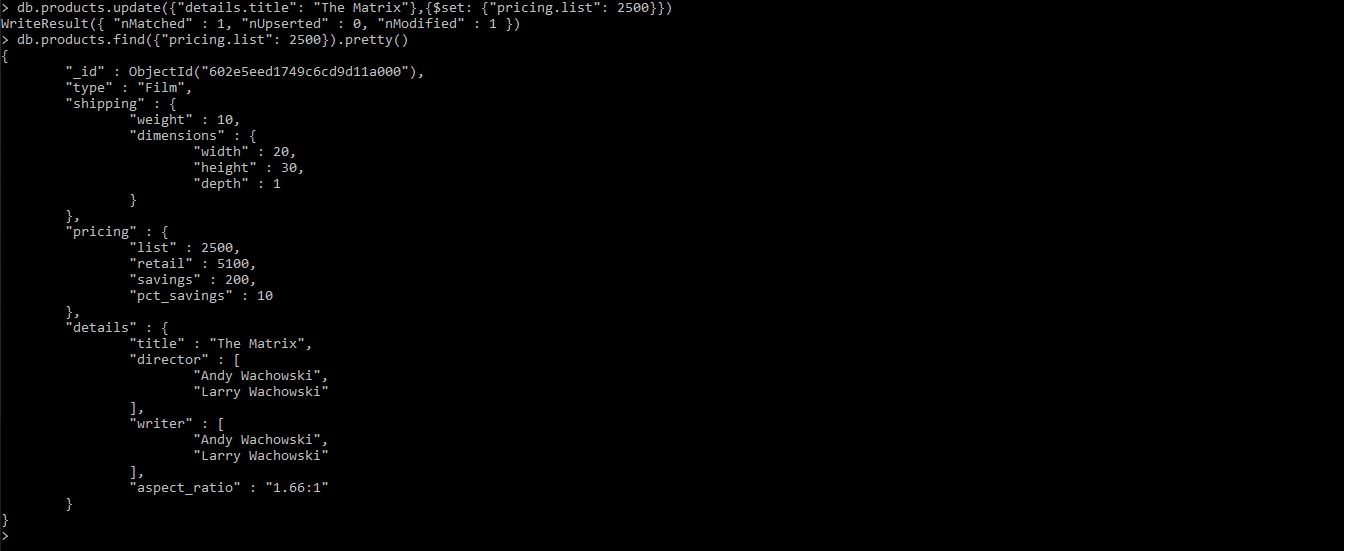 > db.products.update({"details.title": "The Matrix"},{$set: {"pricing.list": 2500}})
WriteResult({ "nMatched" : 1, "nUpserted" : 0, "nModified" : 1 })
> db.products.find({"pricing.list": 2500}).pretty()
{
        "_id" : ObjectId("602e5eed1749c6cd9d11a000"),
        "type" : "Film",
        "shipping" : {
                "weight" : 10,
                "dimensions" : {
                        "width" : 20,
                        "height" : 30,
                        "depth" : 1
                }
        },
        "pricing" : {
                "list" : 2500,
                "retail" : 5100,
                "savings" : 200,
                "pct_savings" : 10
        },
        "details" : {
                "title" : "The Matrix",
                "director" : [
                        "Andy Wachowski",
                        "Larry Wachowski"
                ],
                "writer" : [
                        "Andy Wachowski",
                        "Larry Wachowski"
                ],
                "aspect_ratio" : "1.66:1"
        }
}
>